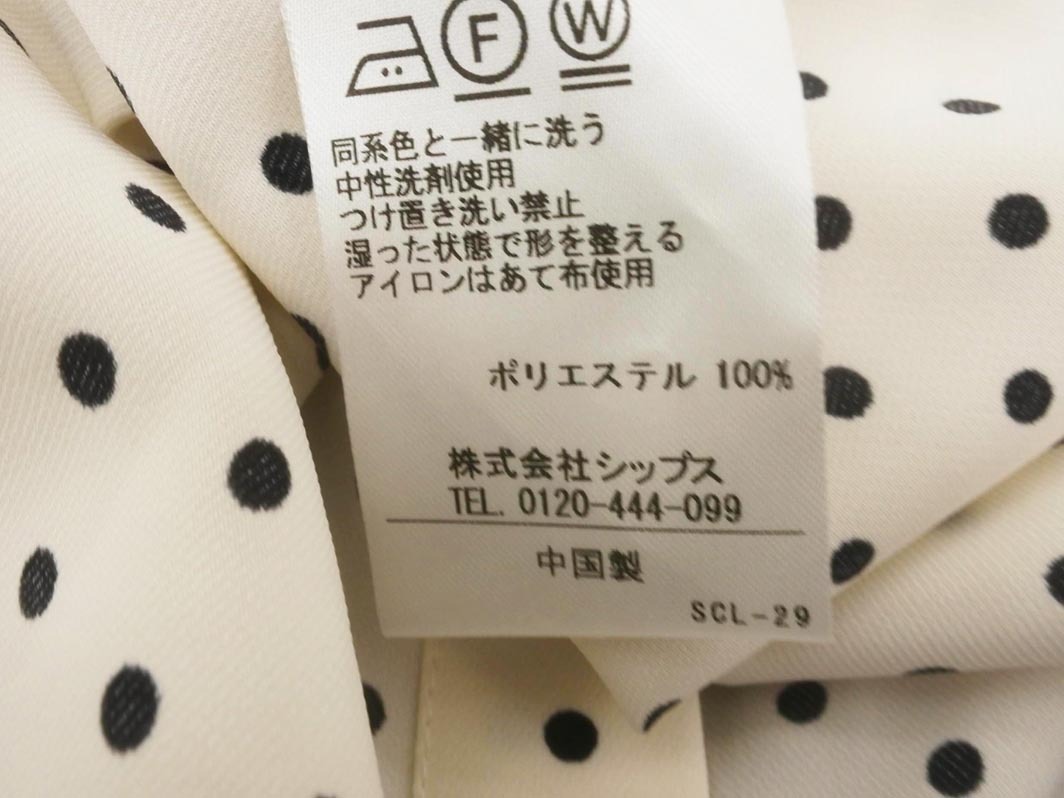 F W
同系色と一緒に洗う
中性洗剤使用
つけ置き洗い禁止
湿った状態で形を整える
アイロンはあて布使用
ポリエステル 100%
株式会社シップス
TEL. 0120-444-099
中国製
SCL-29